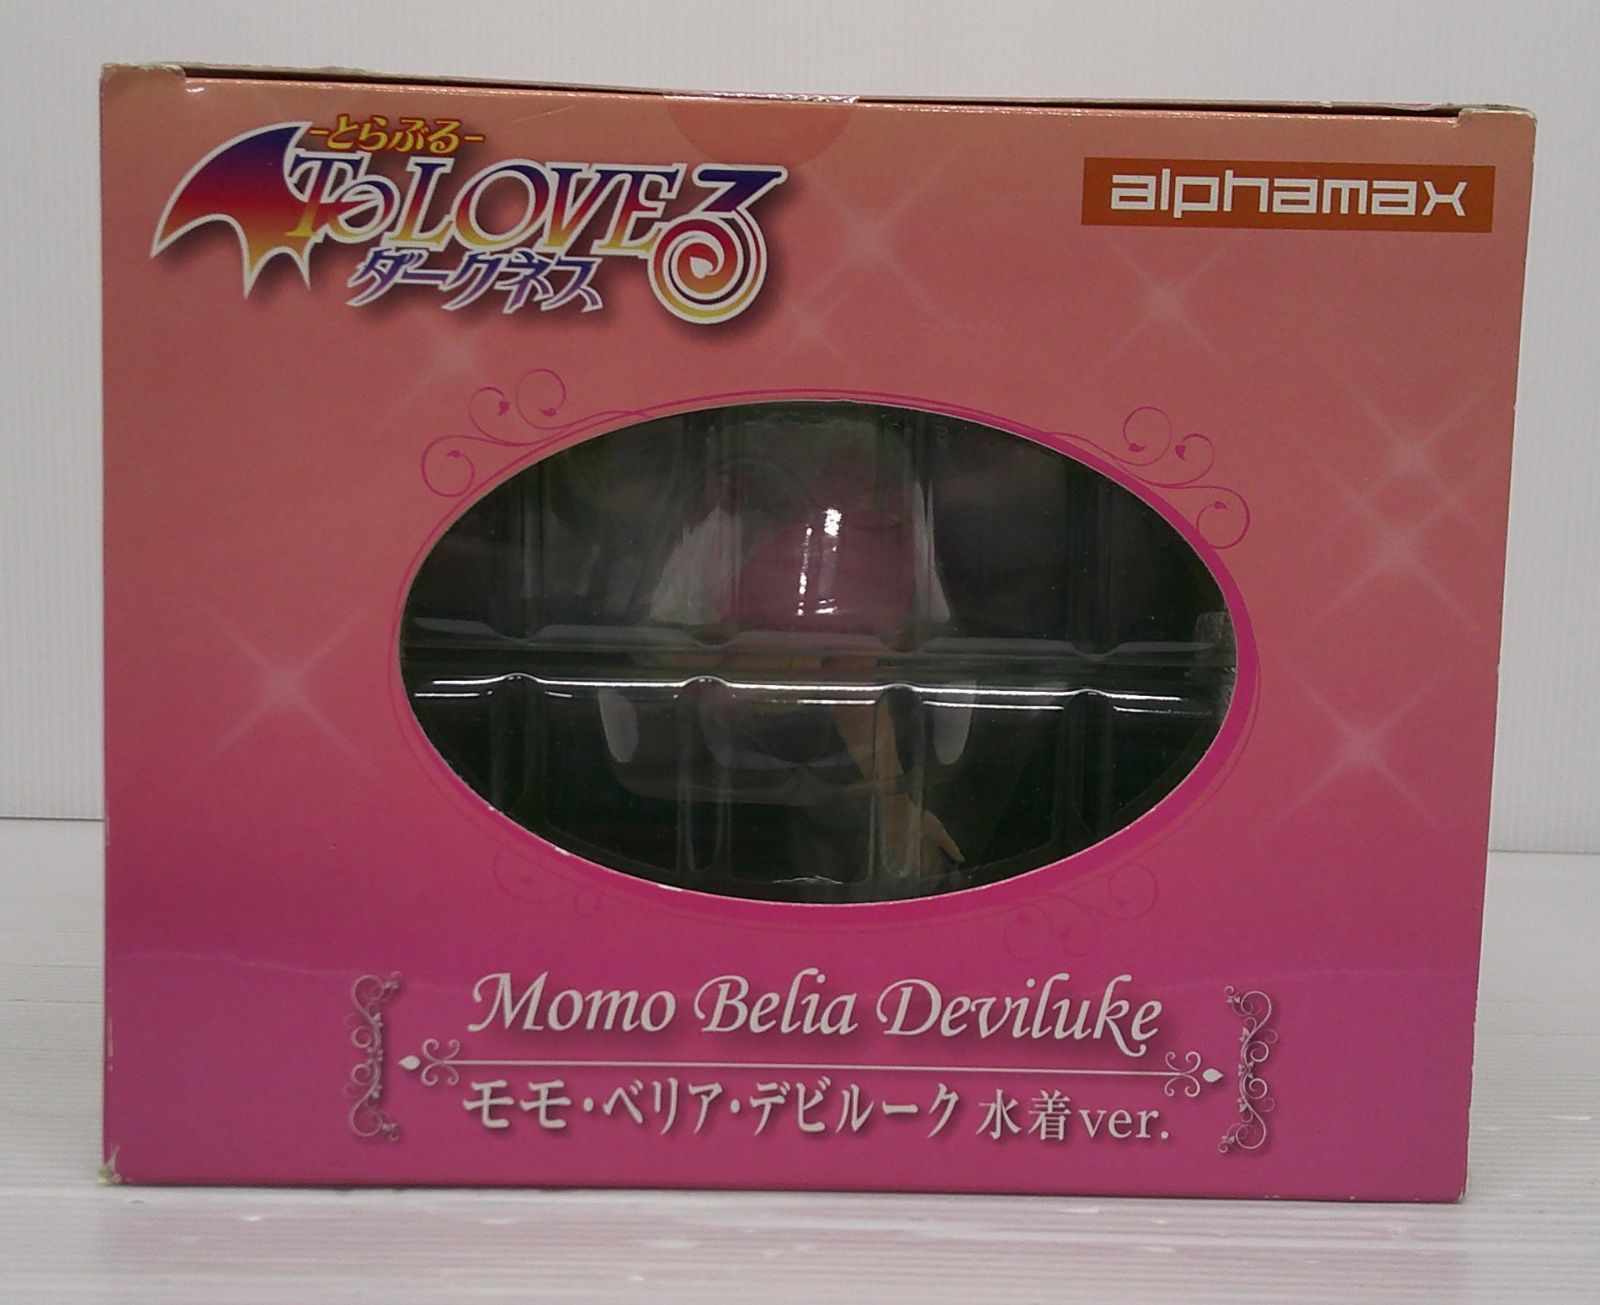 -とらぶる-
To LOVEる
ダークネス
alphamax
Momo Belia Deviluke
モモ・ベリア・デビルーク 水着ver.